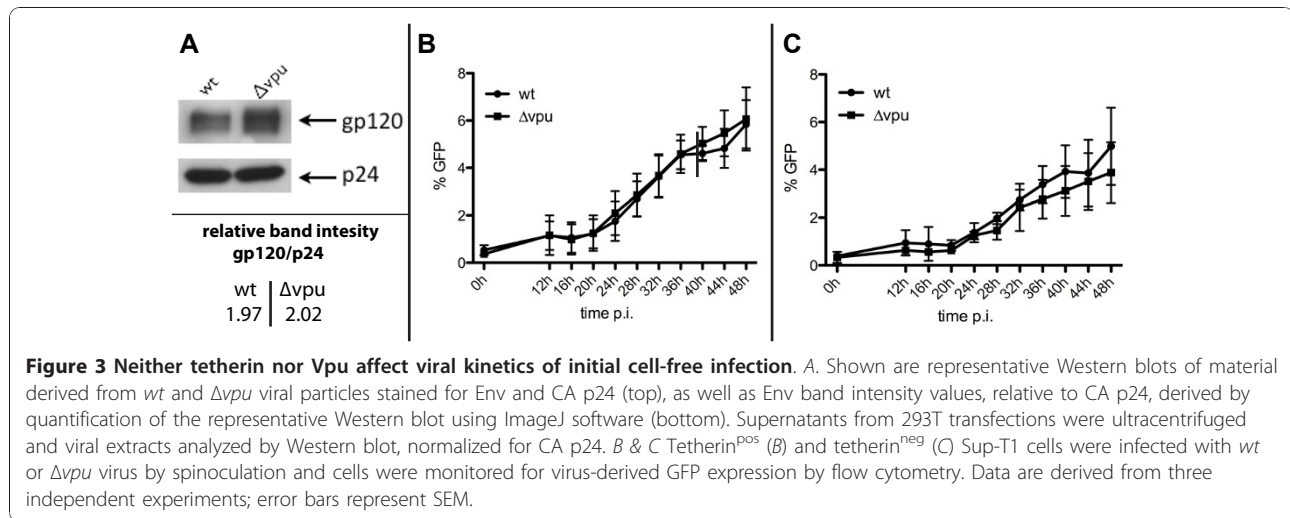 A
wt Δvpu
gp120
p24
relative band intesity
gp120/p24
wt Δvpu
1.97 2.02
B
wt
Δvpu
% GFP
8
6
4
2
0
0h 12h 16h 20h 24h 28h 32h 36h 40h 44h 48h
time p.i.
C
wt
Δvpu
% GFP
8
6
4
2
0
0h 12h 16h 20h 24h 28h 32h 36h 40h 44h 48h
time p.i.
Figure 3 Neither tetherin nor Vpu affect viral kinetics of initial cell-free infection. A. Shown are representative Western blots of material
derived from wt and Δvpu viral particles stained for Env and CA p24 (top), as well as Env band intensity values, relative to CA p24, derived by
quantification of the representative Western blot using ImageJ software (bottom). Supernatants from 293T transfections were ultracentrifuged
and viral extracts analyzed by Western blot, normalized for CA p24. B & C Tetherinpos (B) and tetherinneg (C) Sup-T1 cells were infected with wt
or Δvpu virus by spinoculation and cells were monitored for virus-derived GFP expression by flow cytometry. Data are derived from three
independent experiments; error bars represent SEM.